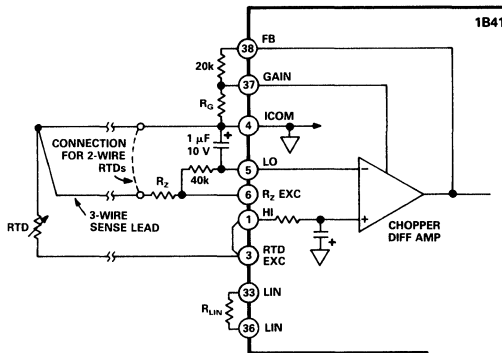 1B41
38 FB
20k
37 GAIN
RG
4 ICOM
CONNECTION
FOR 2-WIRE
RTDs
1 μF
10 V
+
5 LO
40k
−
RZ
6 RZ EXC
3-WIRE
SENSE LEAD
1 HI
+
+
CHOPPER
DIFF AMP
RTD
3 RTD
EXC
33 LIN
RLIN
36 LIN